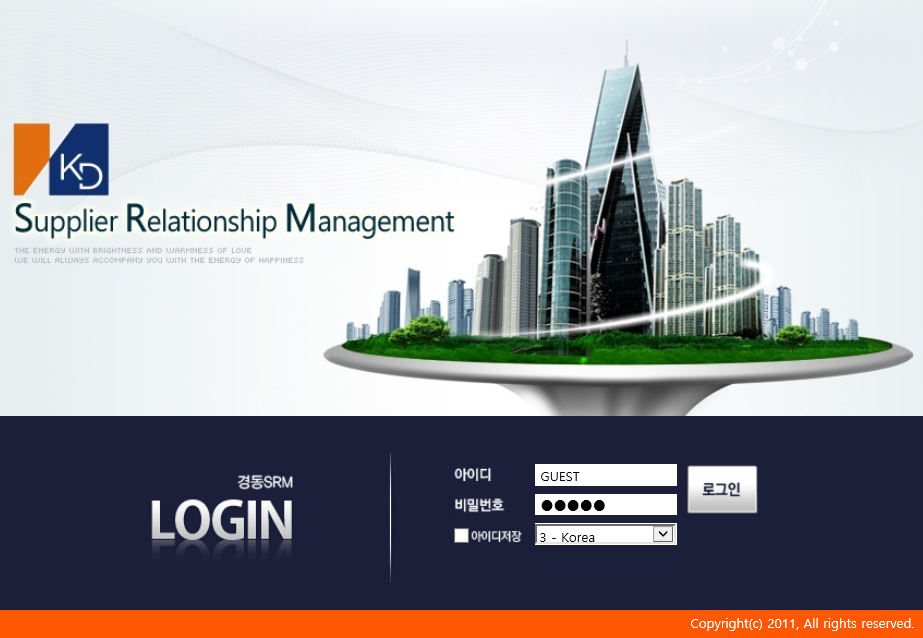 KD
Supplier Relationship Management
THE ENERGY WITH BRIGHTNESS AND WARMNESS OF LOVE
WE WILL ALWAYS ACCOMPANY YOU WITH THE ENERGY OF HAPPINESS
경동SRM
LOGIN
아이디 GUEST
비밀번호 ●●●●●
로그인
아이디저장 3 - Korea
Copyright(c) 2011, All rights reserved.